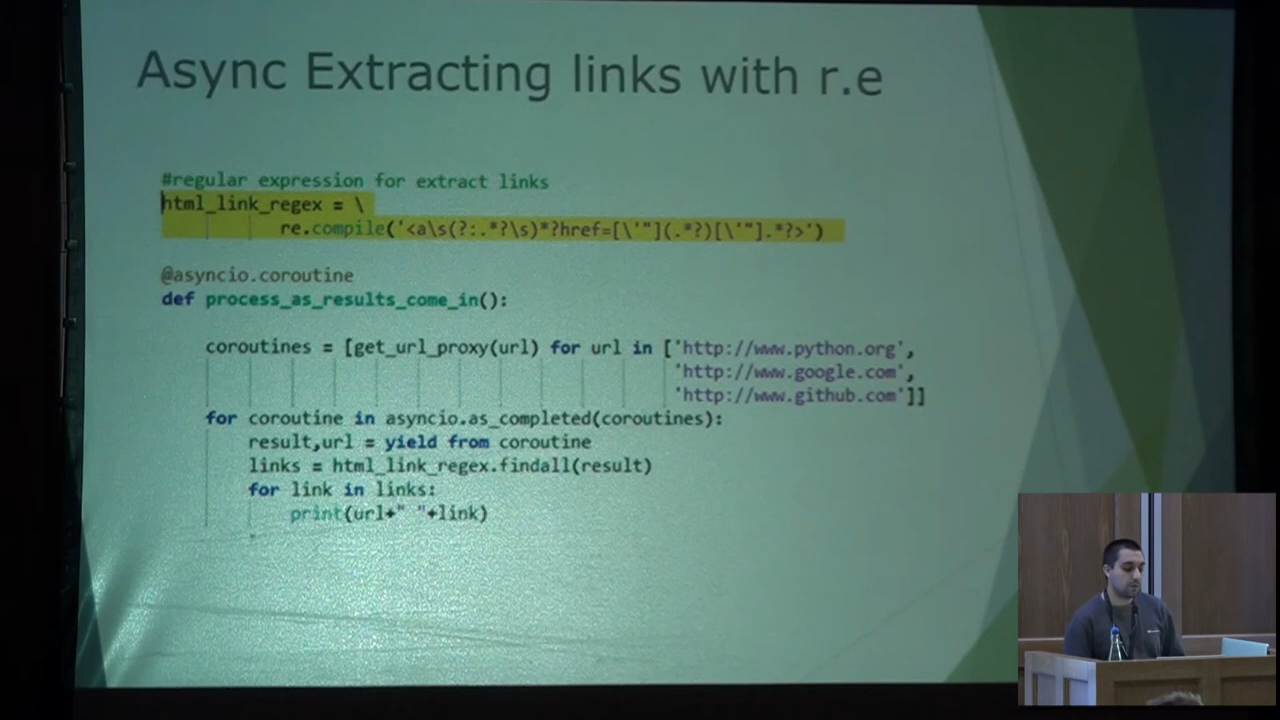 Async Extracting links with r.e
#regular expression for extract links
html_link_regex = \
re.compile('<a\s(?:.*?\s)*?href=[\'"](.*?)[\'"].*?>')
@asyncio.coroutine
def process_as_results_come_in():
coroutines = [get_url_proxy(url) for url in ['http://www.python.org',
'http://www.google.com',
'http://www.github.com']]
for coroutine in asyncio.as_completed(coroutines):
result,url = yield from coroutine
links = html_link_regex.findall(result)
for link in links:
print(url+" "+link)